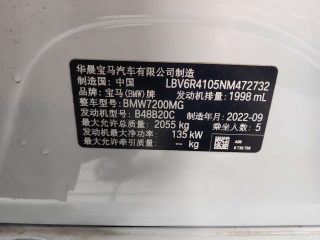 华晨宝马汽车有限公司制造
制造国：中国 LBV6R4105NM472732
品牌：宝马(BMW)牌 发动机排量：1998 mL
整车型号：BMW7200MG
发动机型号：B48B20C 制造年月：2022-09
最大允许总质量：2055 kg 乘坐人数：5
发动机最大净功率：135 kW
最大允许牵引质量：-- kg